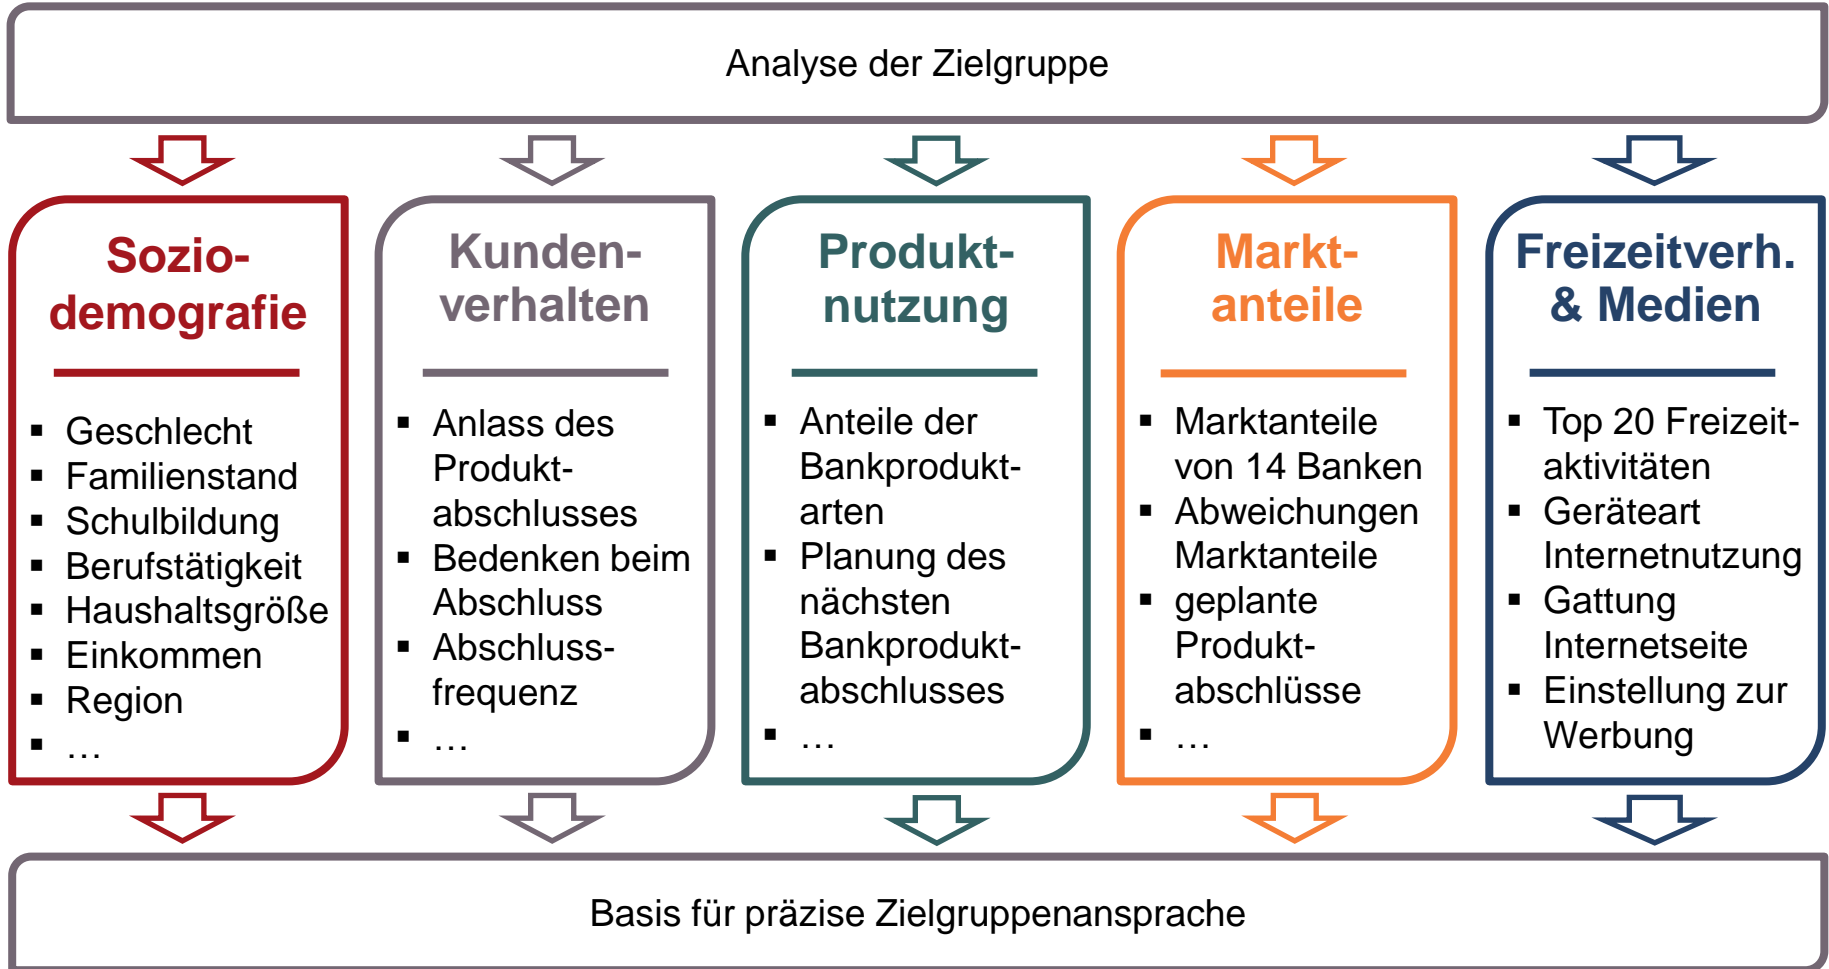 Analyse der Zielgruppe
Sozio-
demografie
▪ Geschlecht
▪ Familienstand
▪ Schulbildung
▪ Berufstätigkeit
▪ Haushaltsgröße
▪ Einkommen
▪ Region
▪ …
Kunden-
verhalten
▪ Anlass des
Produkt-
abschlusses
▪ Bedenken beim
Abschluss
▪ Abschluss-
frequenz
▪ …
Produkt-
nutzung
▪ Anteile der
Bankprodukt-
arten
▪ Planung des
nächsten
Bankprodukt-
abschlusses
▪ …
Markt-
anteile
▪ Marktanteile
von 14 Banken
▪ Abweichungen
Marktanteile
▪ geplante
Produkt-
abschlüsse
▪ …
Freizeitverh.
& Medien
▪ Top 20 Freizeit-
aktivitäten
▪ Geräteart
Internetnutzung
▪ Gattung
Internetseite
▪ Einstellung zur
Werbung
Basis für präzise Zielgruppenansprache